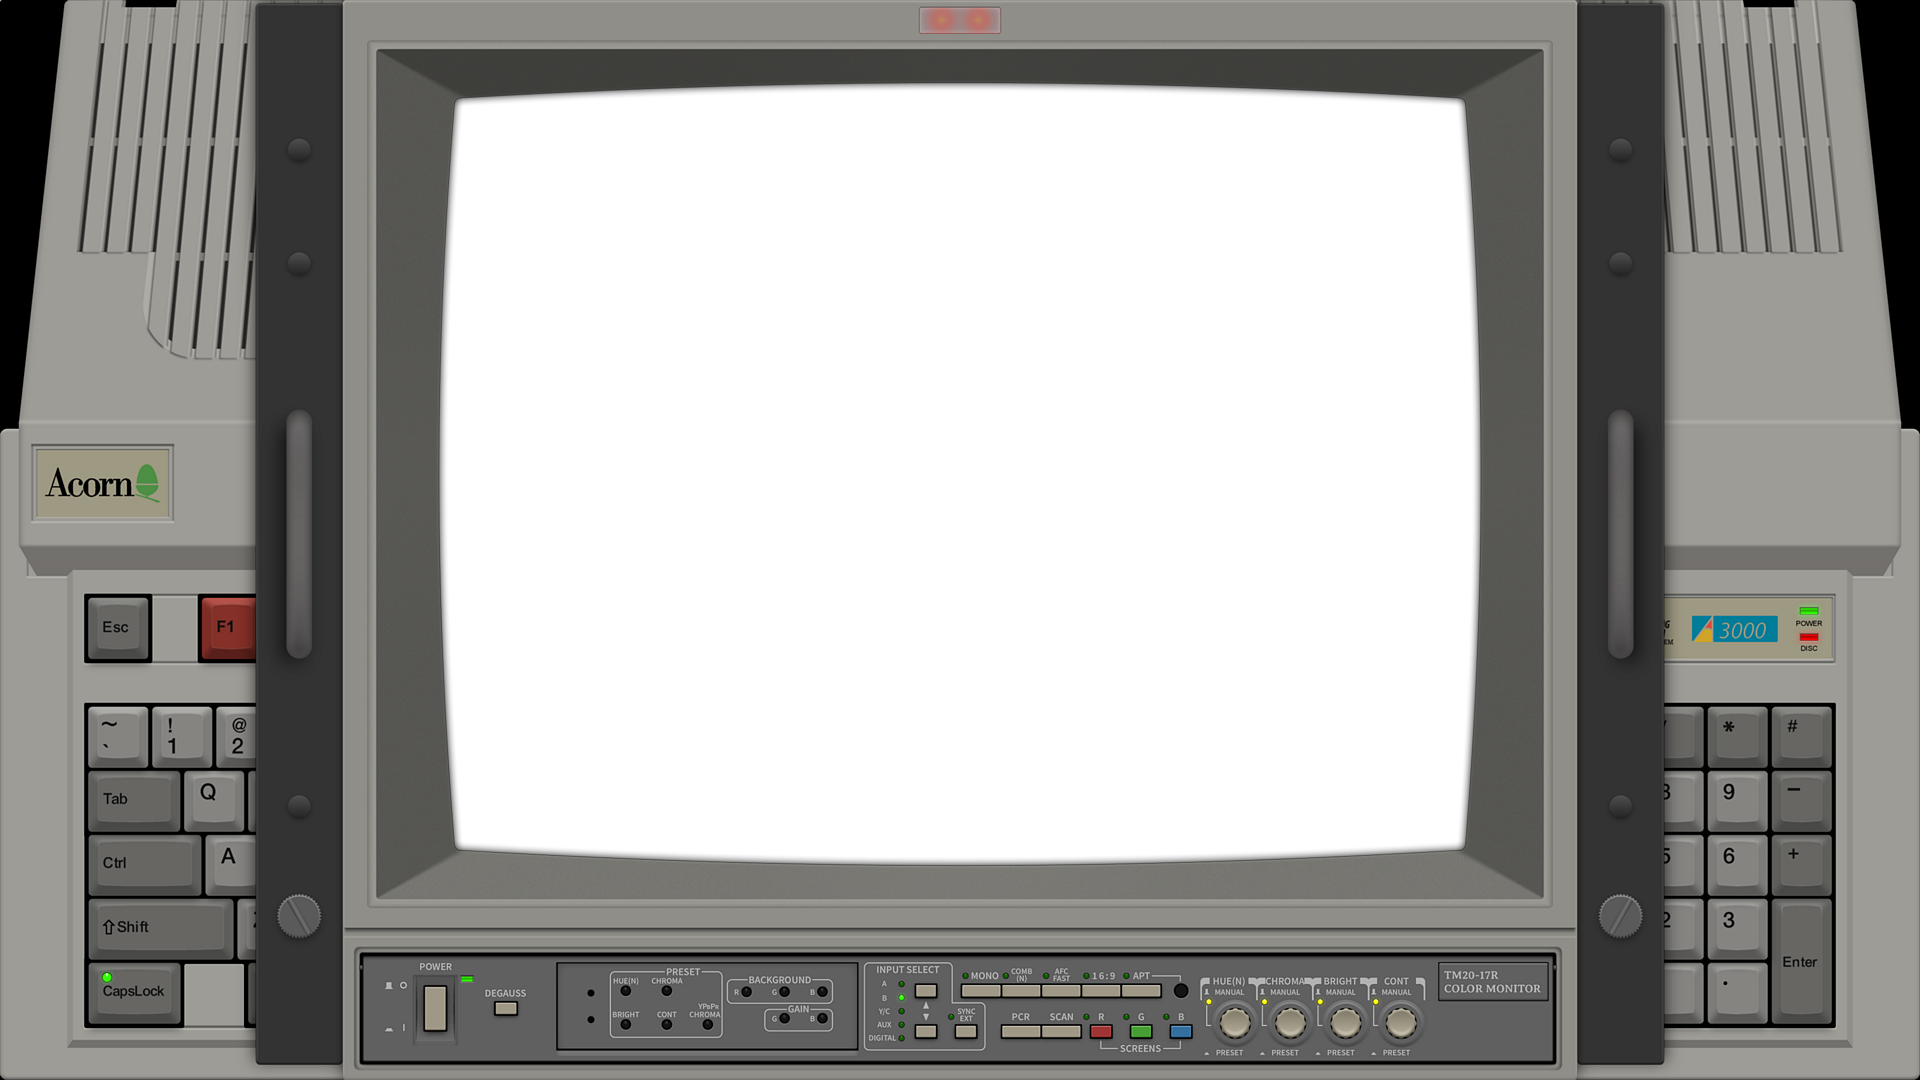 Acorn
Esc
F1
~
`
!
1
@
2
Tab
Q
Ctrl
A
⇧Shift
CapsLock
3000
POWER
DISC
*
#
9
−
6
+
3
Enter
.
POWER
DEGAUSS
PRESET
HUE(N)
CHROMA
BRIGHT
CONT
YPBPR
CHROMA
BACKGROUND
R
G
B
GAIN
G
B
INPUT SELECT
A
B
Y/C
AUX
DIGITAL
SYNC
EXT
MONO
COMB
(N)
AFC
FAST
16:9
APT
PCR
SCAN
R
G
B
SCREENS
HUE(N)
CHROMA
BRIGHT
CONT
MANUAL
MANUAL
MANUAL
MANUAL
PRESET
PRESET
PRESET
PRESET
TM20-17R
COLOR MONITOR